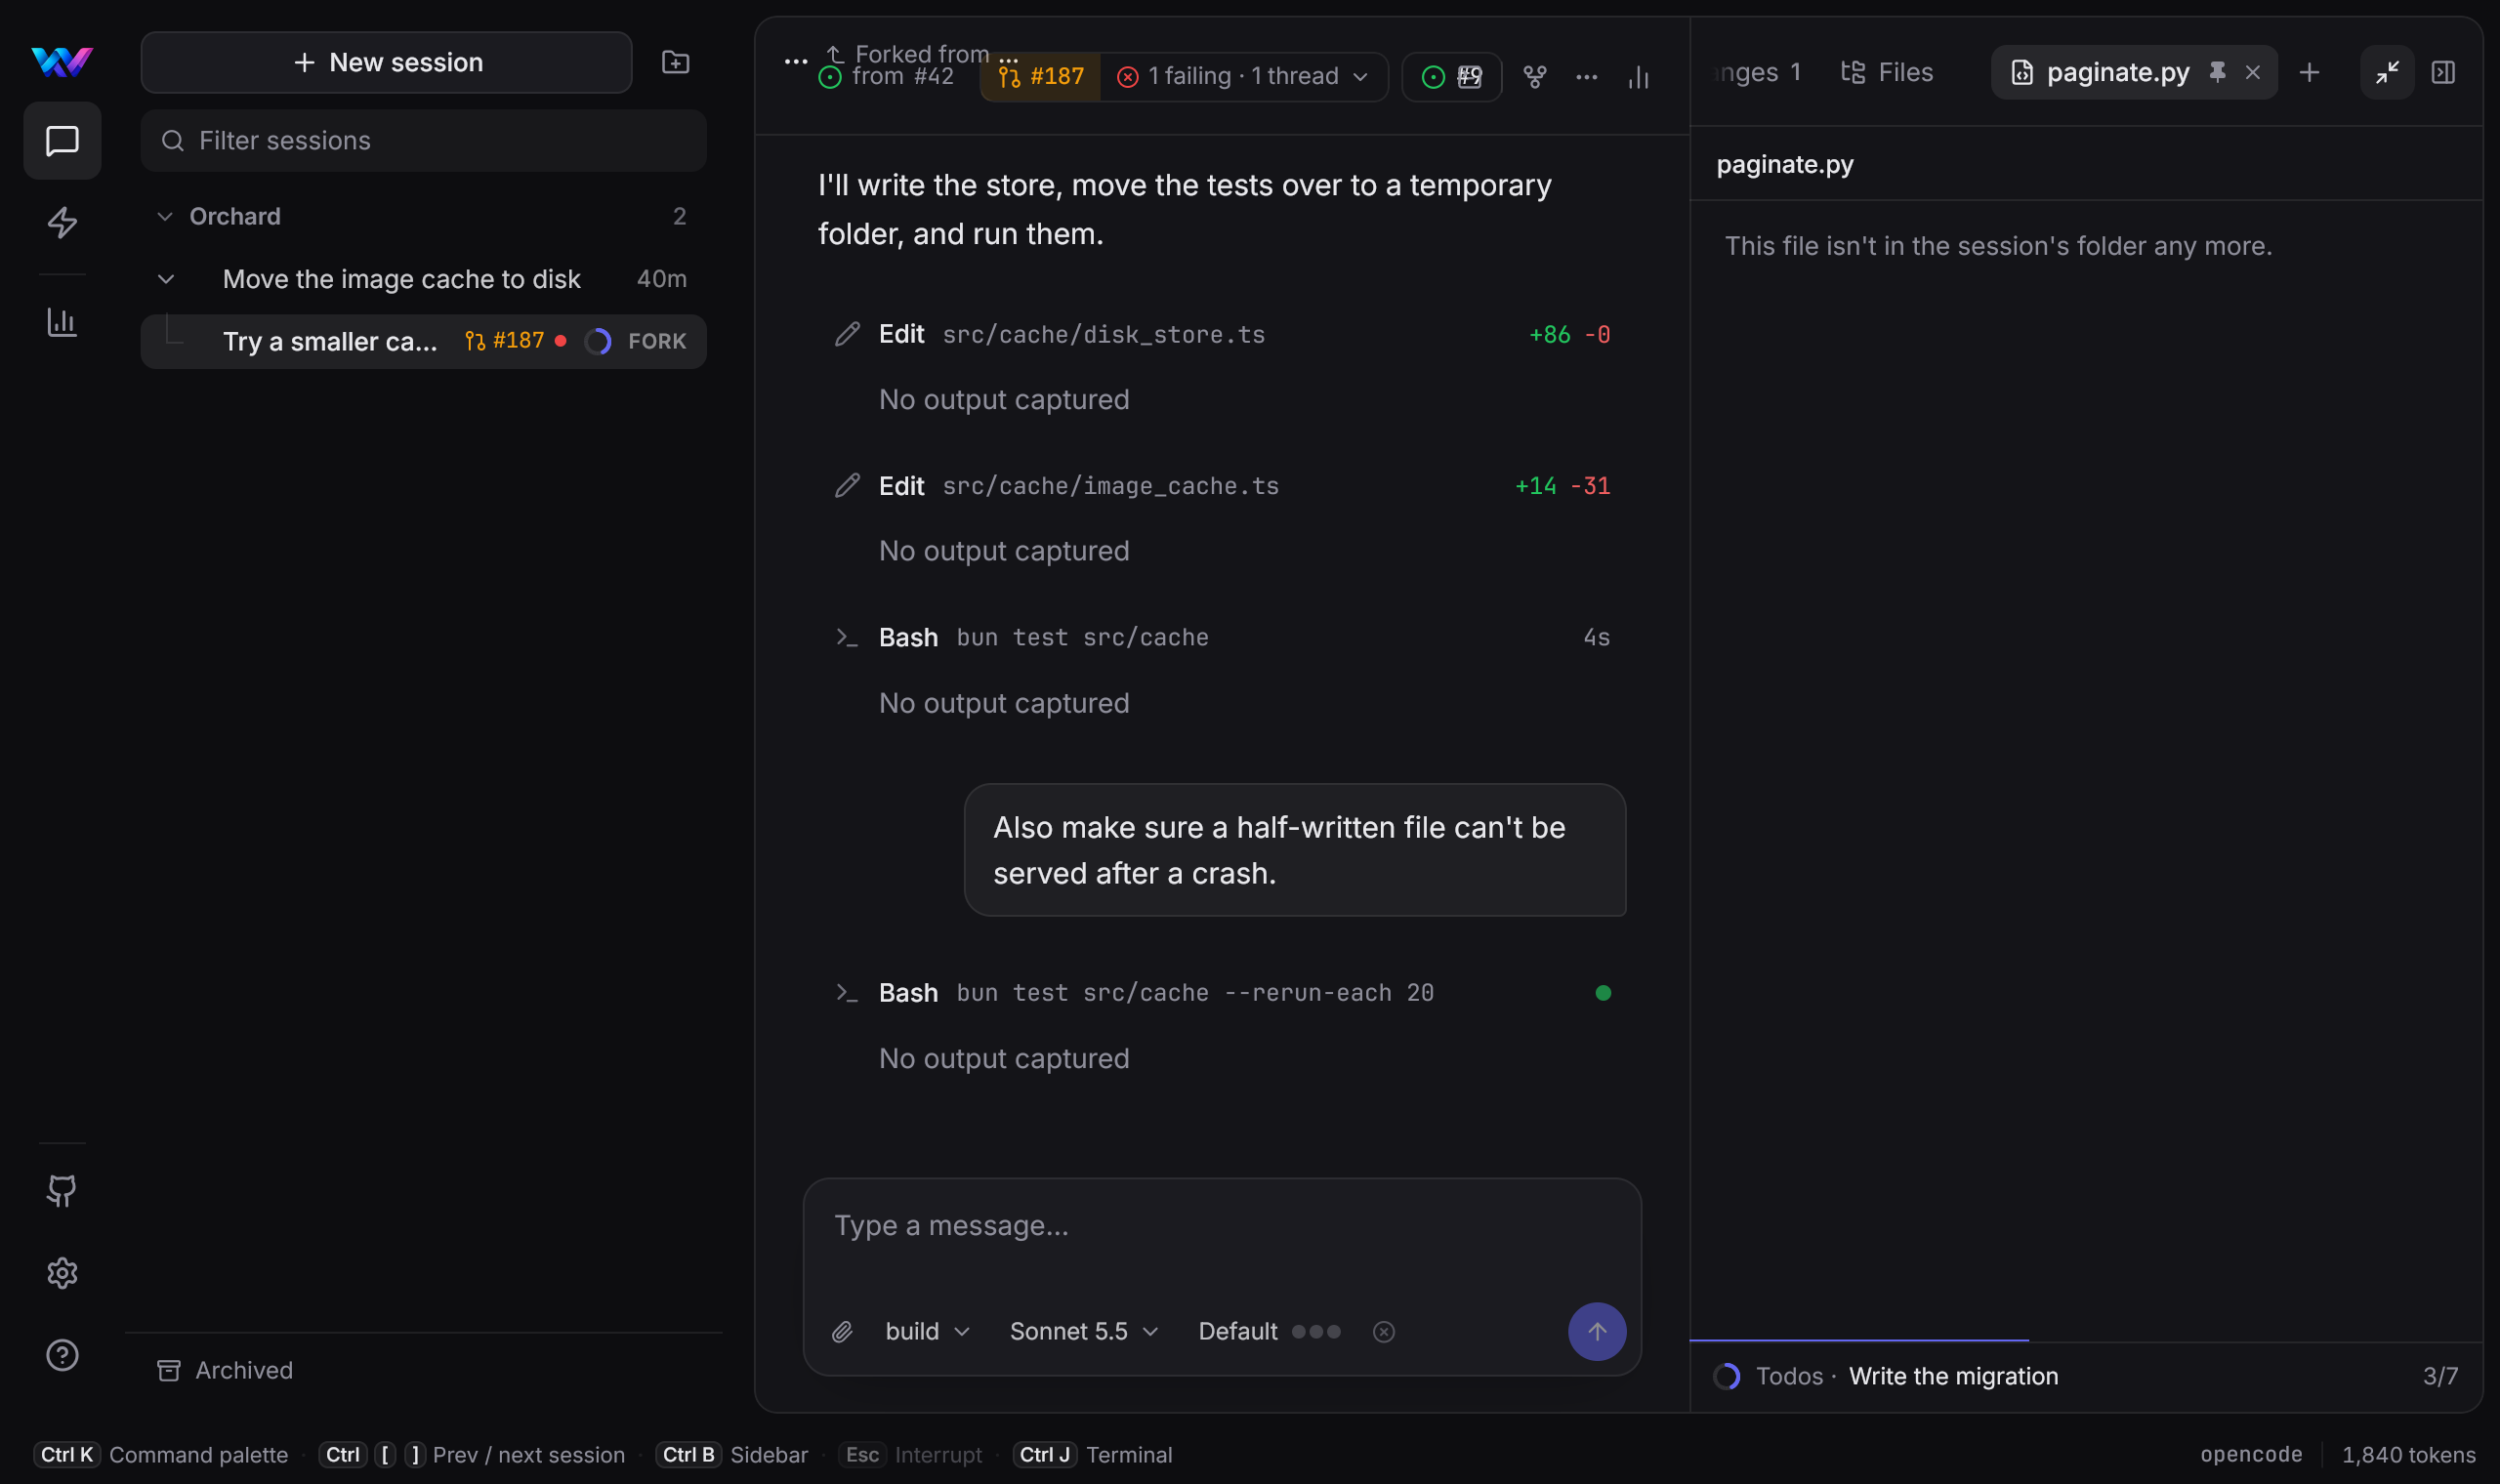 New session
Filter sessions
Orchard 2
Move the image cache to disk 40m
Try a smaller ca... #187 FORK
Archived
... Forked from ...
from #42 #187 1 failing · 1 thread #9
I'll write the store, move the tests over to a temporary
folder, and run them.
Edit src/cache/disk_store.ts +86 -0
No output captured
Edit src/cache/image_cache.ts +14 -31
No output captured
Bash bun test src/cache 4s
No output captured
Also make sure a half-written file can't be
served after a crash.
Bash bun test src/cache --rerun-each 20
No output captured
Type a message...
build Sonnet 5.5 Default
1 Files paginate.py
paginate.py
This file isn't in the session's folder any more.
Todos · Write the migration 3/7
Ctrl K Command palette · Ctrl [ ] Prev / next session · Ctrl B Sidebar · Esc Interrupt · Ctrl J Terminal
opencode 1,840 tokens